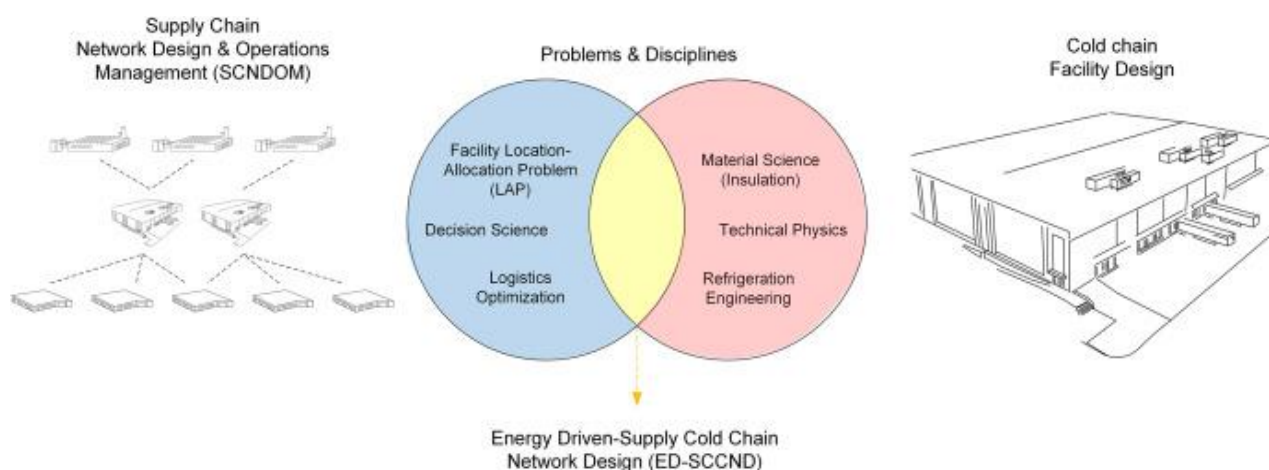 Supply Chain
Network Design & Operations
Management (SCNDOM)
Problems & Disciplines
Cold chain
Facility Design
Facility Location-
Allocation Problem
(LAP)
Decision Science
Logistics
Optimization
Material Science
(Insulation)
Technical Physics
Refrigeration
Engineering
Energy Driven-Supply Cold Chain
Network Design (ED-SCCND)